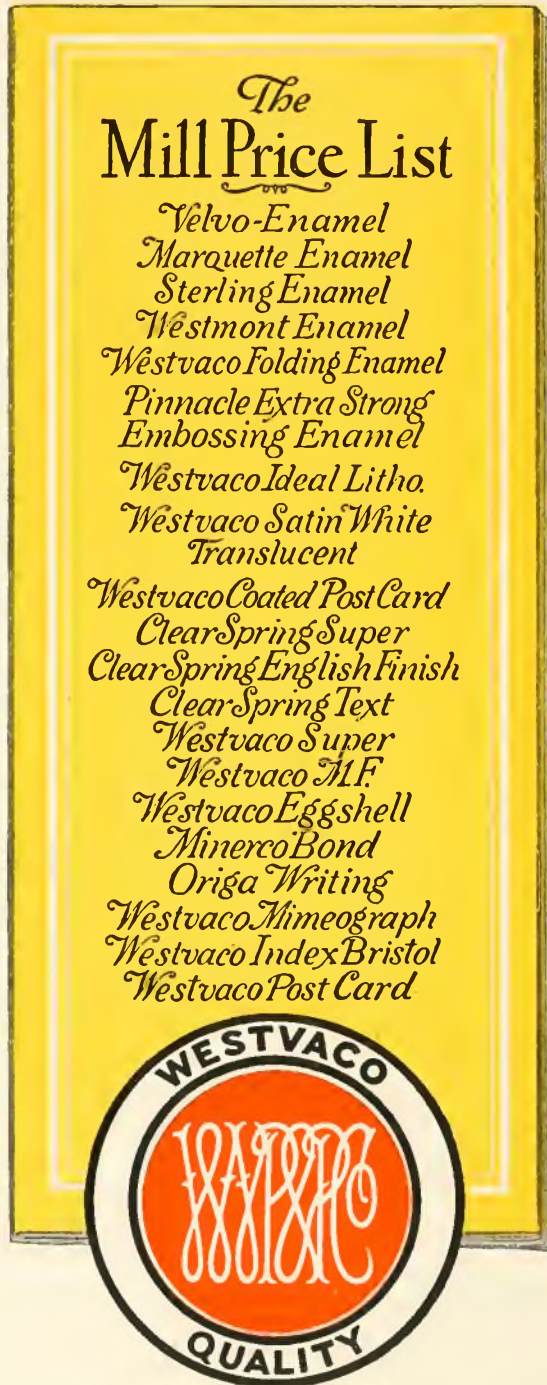 The
Mill Price List
Velvo-Enamel
Marquette Enamel
Sterling Enamel
Westmont Enamel
Westvaco Folding Enamel
Pinnacle Extra Strong
Embossing Enamel
Westvaco Ideal Litho.
Westvaco Satin White
Translucent
Westvaco Coated Post Card
Clear Spring Super
Clear Spring English Finish
Clear Spring Text
Westvaco Super
Westvaco M.F.
Westvaco Eggshell
Minerco Bond
Origa Writing
Westvaco Mimeograph
Westvaco Index Bristol
Westvaco Post Card
WESTVACO
QUALITY